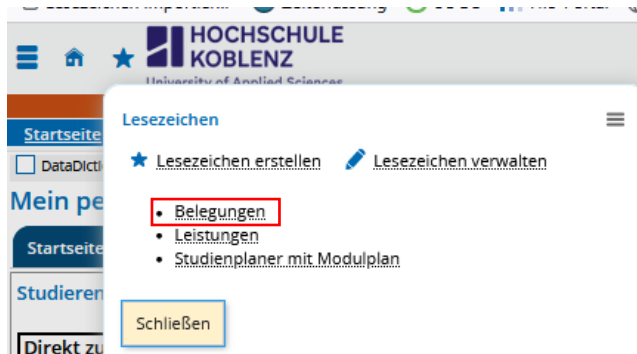 HOCHSCHULE
KOBLENZ
University of Applied Sciences
Lesezeichen
Startseite
Lesezeichen erstellen Lesezeichen verwalten
DataDicti
Mein pe
Belegungen
Leistungen
Startseite
Studienplaner mit Modulplan
Studieren
Schließen
Direkt zu